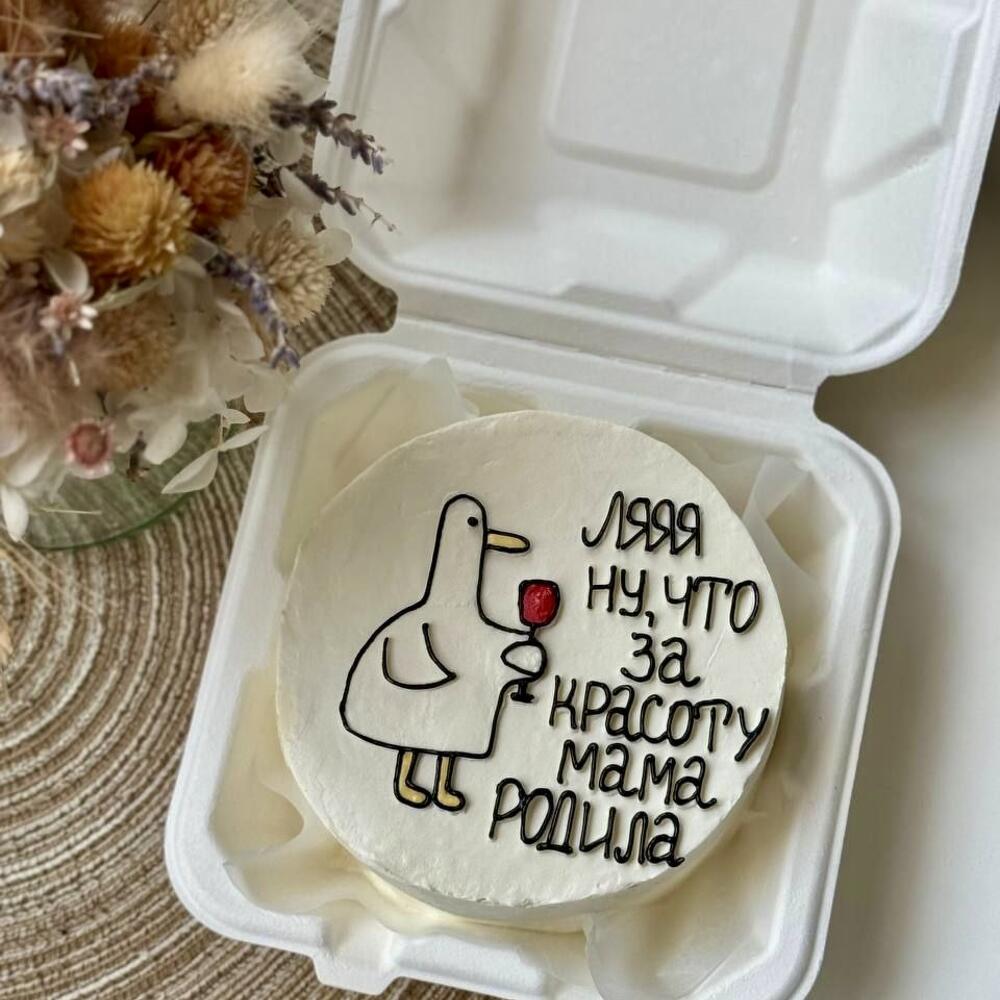 ЛЯЯЯ
НУ, ЧТО
За
КРасОТУ
мама
РОДИЛа